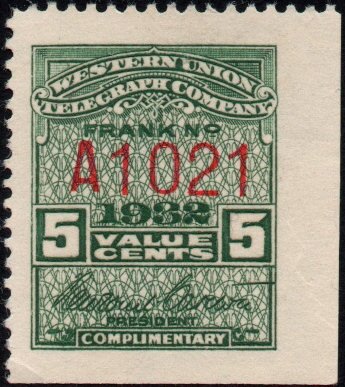 WESTERN UNION
TELEGRAPH COMPANY
FRANK NO
A1021
1932
5 VALUE 5
CENTS
PRESIDENT
COMPLIMENTARY